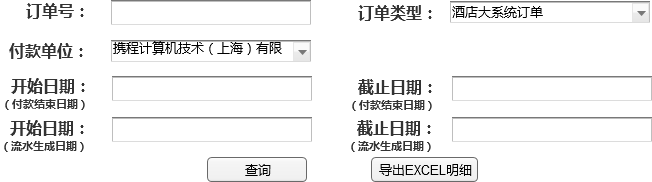 订单号： 订单类型： 酒店大系统订单
付款单位： 携程计算机技术（上海）有限
开始日期： 截止日期：
（付款结束日期） （付款结束日期）
开始日期： 截止日期：
（流水生成日期） （流水生成日期）
查询 导出EXCEL明细